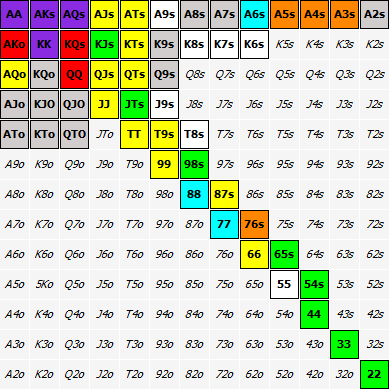 AA AKs AQs AJs ATs A9s A8s A7s A6s A5s A4s A3s A2s
AKo KK KQs KJs KTs K9s K8s K7s K6s K5s K4s K3s K2s
AQo KQo QQ QJs QTs Q9s Q8s Q7s Q6s Q5s Q4s Q3s Q2s
AJo KJO QJO JJ JTs J9s J8s J7s J6s J5s J4s J3s J2s
ATo KTo QTO JTo TT T9s T8s T7s T6s T5s T4s T3s T2s
A9o K9o Q9o J9o T9o 99 98s 97s 96s 95s 94s 93s 92s
A8o K8o Q8o J8o T8o 98o 88 87s 86s 85s 84s 83s 82s
A7o K7o Q7o J7o T7o 97o 87o 77 76s 75s 74s 73s 72s
A6o K6o Q6o J6o T6o 96o 86o 76o 66 65s 64s 63s 62s
A5o 5Ko Q5o J5o T5o 95o 85o 75o 65o 55 54s 53s 52s
A4o K4o Q4o J4o T4o 94o 84o 74o 64o 54o 44 43s 42s
A3o K3o Q3o J3o T3o 93o 83o 73o 63o 53o 43o 33 32s
A2o K2o Q2o J2o T2o 92o 82o 72o 62o 52o 42o 32o 22